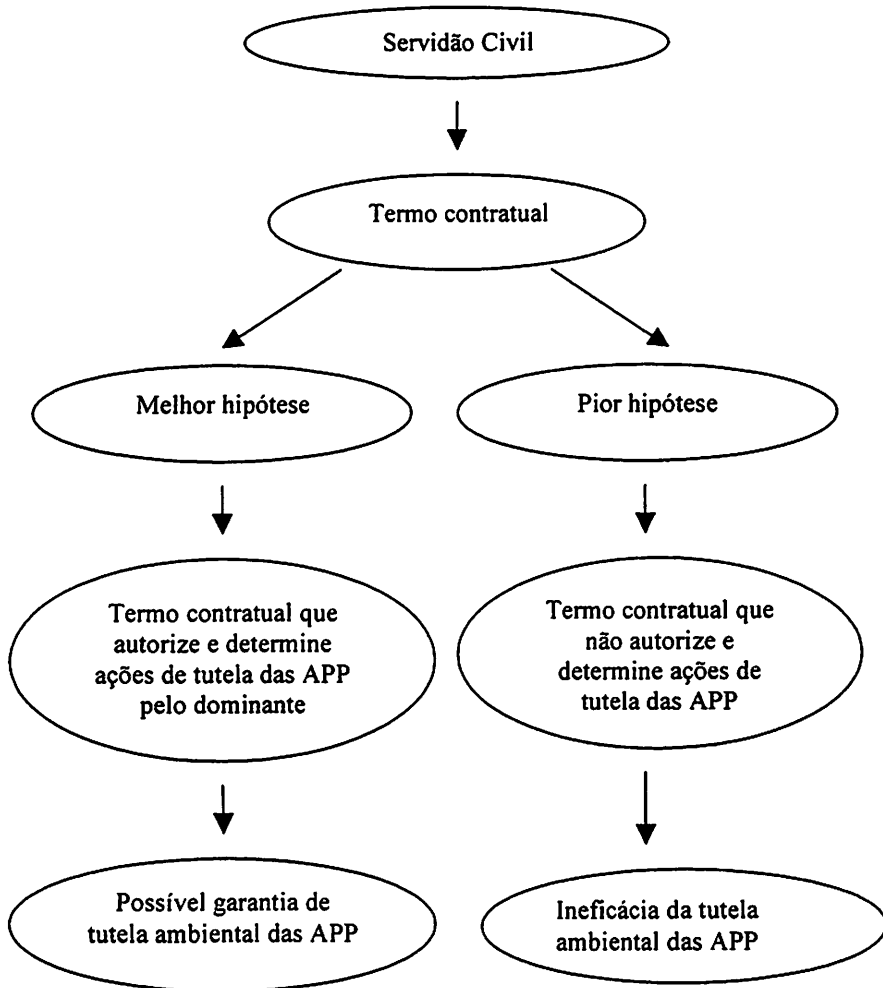 Servidão Civil
Termo contratual
Melhor hipótese
Pior hipótese
Termo contratual que
autorize e determine
ações de tutela das APP
pelo dominante
Termo contratual que
não autorize e
determine ações de
tutela das APP
Possível garantia de
tutela ambiental das APP
Ineficácia da tutela
ambiental das APP